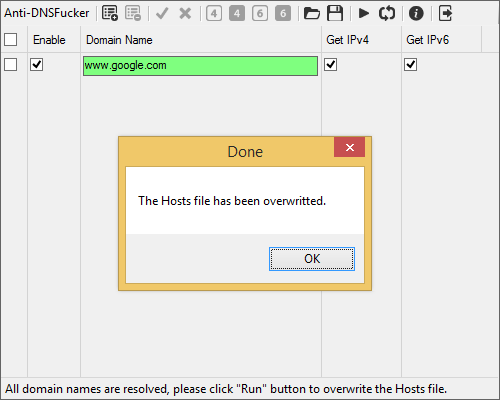 Anti-DNSFucker
4 4 6 6
Enable Domain Name Get IPv4 Get IPv6
www.google.com
Done
The Hosts file has been overwritted.
OK
All domain names are resolved, please click "Run" button to overwrite the Hosts file.